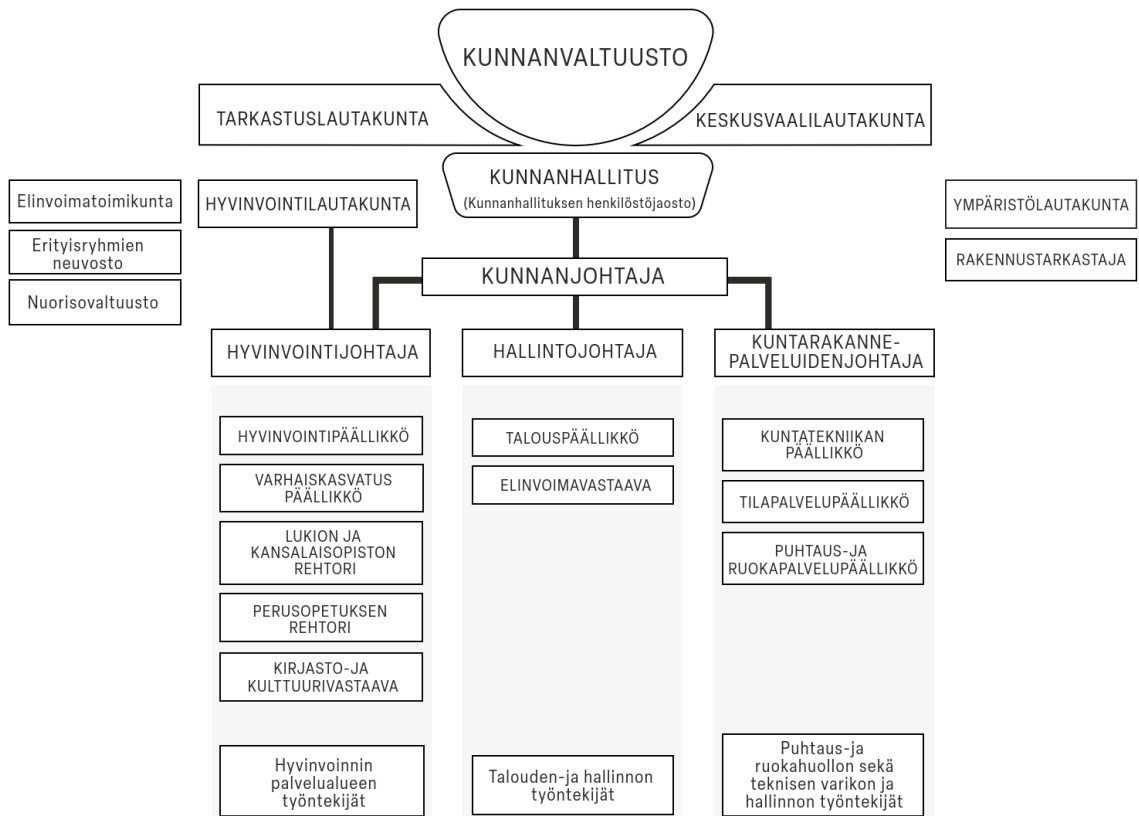 KUNNANVALTUUSTO
TARKASTUSLAUTAKUNTA
KESKUSVAALILAUTAKUNTA
KUNNANHALLITUS
(Kunnanhallituksen henkilöstöjaosto)
Elinvoimatoimikunta
Erityisryhmien
neuvosto
Nuorisovaltuusto
HYVINVOINTILAUTAKUNTA
YMPÄRISTÖLAUTAKUNTA
RAKENNUSTARKASTAJA
KUNNANJOHTAJA
HYVINVOINTIJOHTAJA
HYVINVOINTIPÄÄLLIKKÖ
VARHAISKASVATUS
PÄÄLLIKKÖ
LUKION JA
KANSALAISOPISTON
REHTORI
PERUSOPETUKSEN
REHTORI
KIRJASTO-JA
KULTTUURIVASTAAVA
Hyvinvoinnin
palvelualueen
työntekijät
HALLINTOJOHTAJA
TALOUSPÄÄLLIKKÖ
ELINVOIMAVASTAAVA
Talouden-ja hallinnon
työntekijät
KUNTARAKANNE-
PALVELUIDENJOHTAJA
KUNTATEKNIIKAN
PÄÄLLIKKÖ
TILAPALVELUPÄÄLLIKKÖ
PUHTAUS-JA
RUOKAPALVELUPÄÄLLIKKÖ
Puhtaus-ja
ruokahuollon sekä
teknisen varikon ja
hallinnon työntekijät